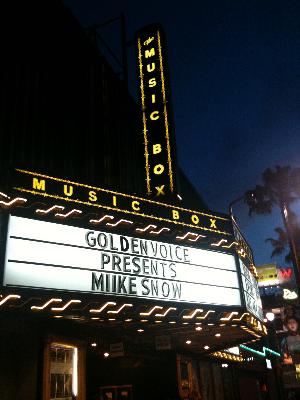 The
MUSIC BOX
MUSIC BOX
GOLDENVOICE
PRESENTS
MIIKE SNOW